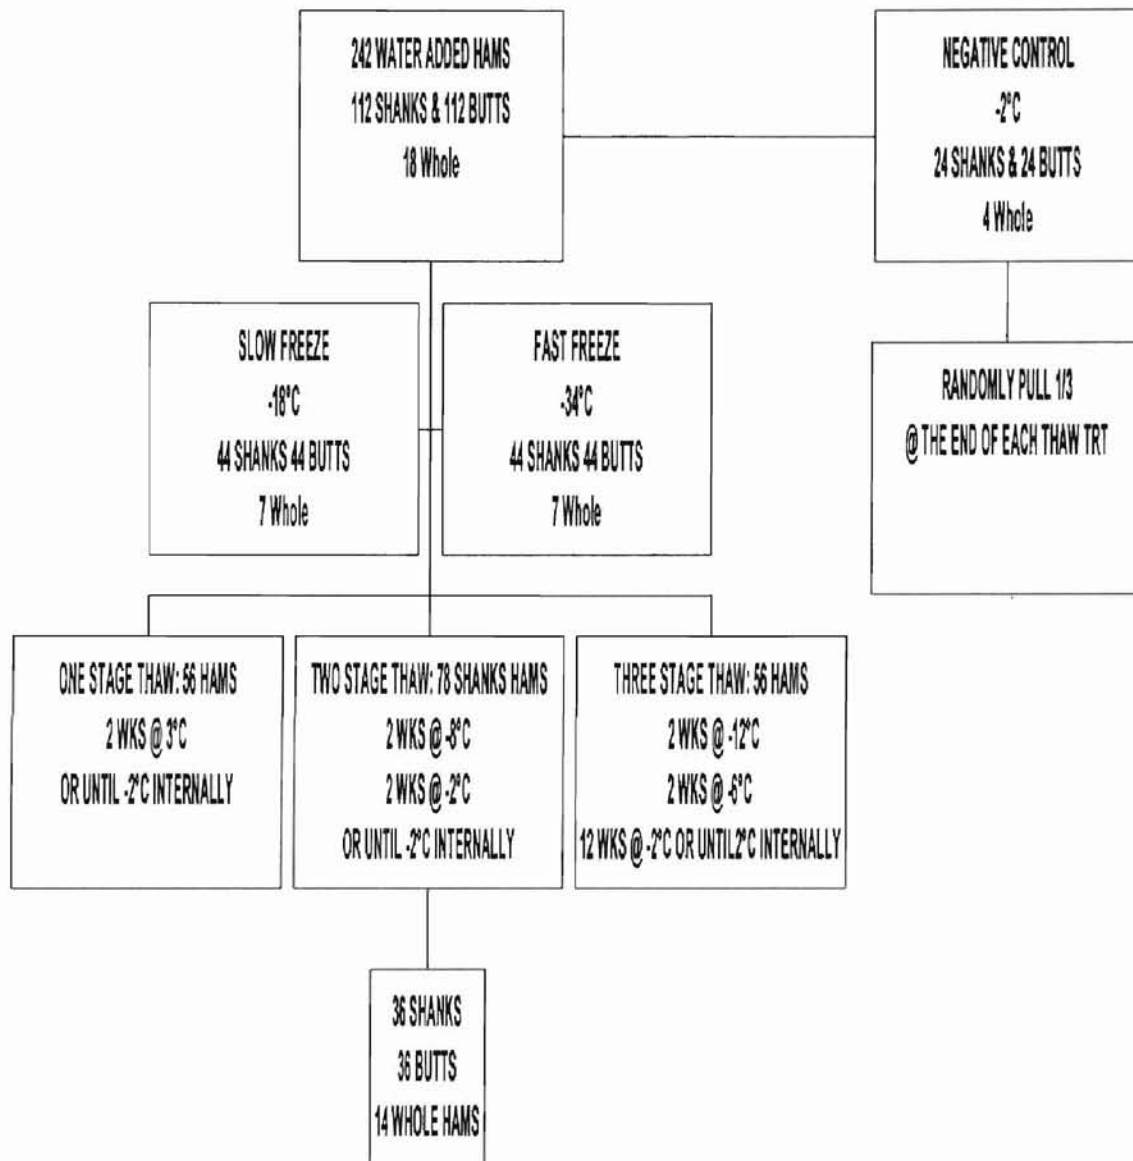 242 WATER ADDED HAMS
112 SHANKS & 112 BUTTS
18 Whole
NEGATIVE CONTROL
-2°C
24 SHANKS & 24 BUTTS
4 Whole
SLOW FREEZE
-18°C
44 SHANKS 44 BUTTS
7 Whole
FAST FREEZE
-34°C
44 SHANKS 44 BUTTS
7 Whole
RANDOMLY PULL 1/3
@ THE END OF EACH THAW TRT
ONE STAGE THAW: 56 HAMS
2 WKS @ 3°C
OR UNTIL -2°C INTERNALLY
TWO STAGE THAW: 78 SHANKS HAMS
2 WKS @ -8°C
2 WKS @ -2°C
OR UNTIL -2°C INTERNALLY
THREE STAGE THAW: 56 HAMS
2 WKS @ -12°C
2 WKS @ -6°C
12 WKS @ -2°C OR UNTIL2°C INTERNALLY
36 SHANKS
36 BUTTS
14 WHOLE HAMS